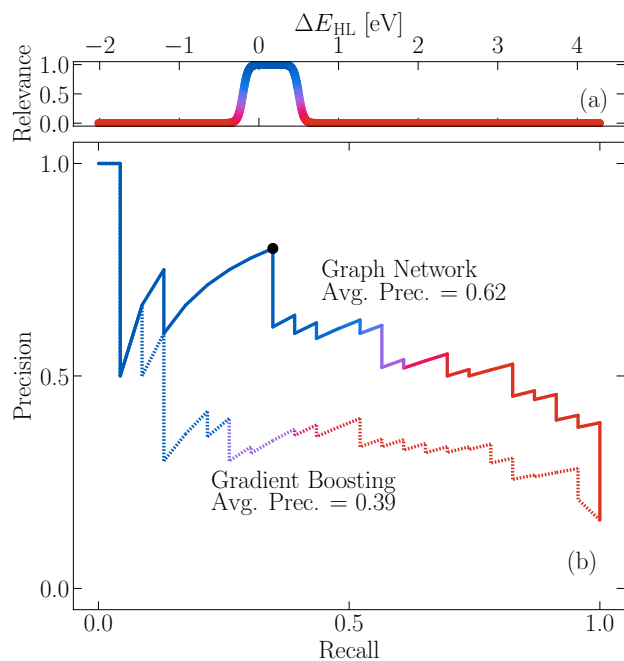 ΔE_HL [eV]
−2 −1 0 1 2 3 4
Relevance
1.0
0.5
0.0
(a)
Precision
1.0
0.5
0.0
Graph Network
Avg. Prec. = 0.62
Gradient Boosting
Avg. Prec. = 0.39
(b)
0.0 0.5 1.0
Recall